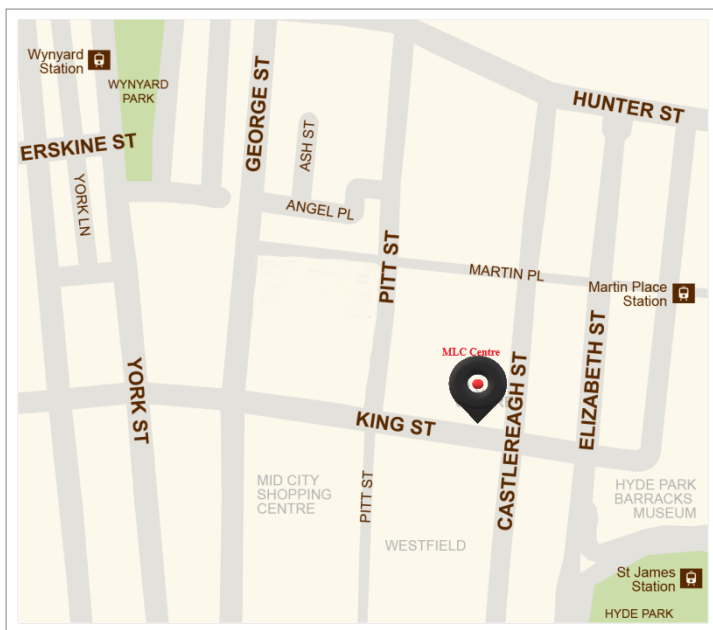 Wynyard
Station
WYNYARD
PARK
GEORGE ST
HUNTER ST
ERSKINE ST
ASH ST
YORK LN
ANGEL PL
PITT ST
MARTIN PL
Martin Place
Station
MLC Centre
YORK ST
CASTLEREAGH ST
ELIZABETH ST
KING ST
MID CITY
SHOPPING
CENTRE
PITT ST
HYDE PARK
BARRACKS
MUSEUM
WESTFIELD
St James
Station
HYDE PARK